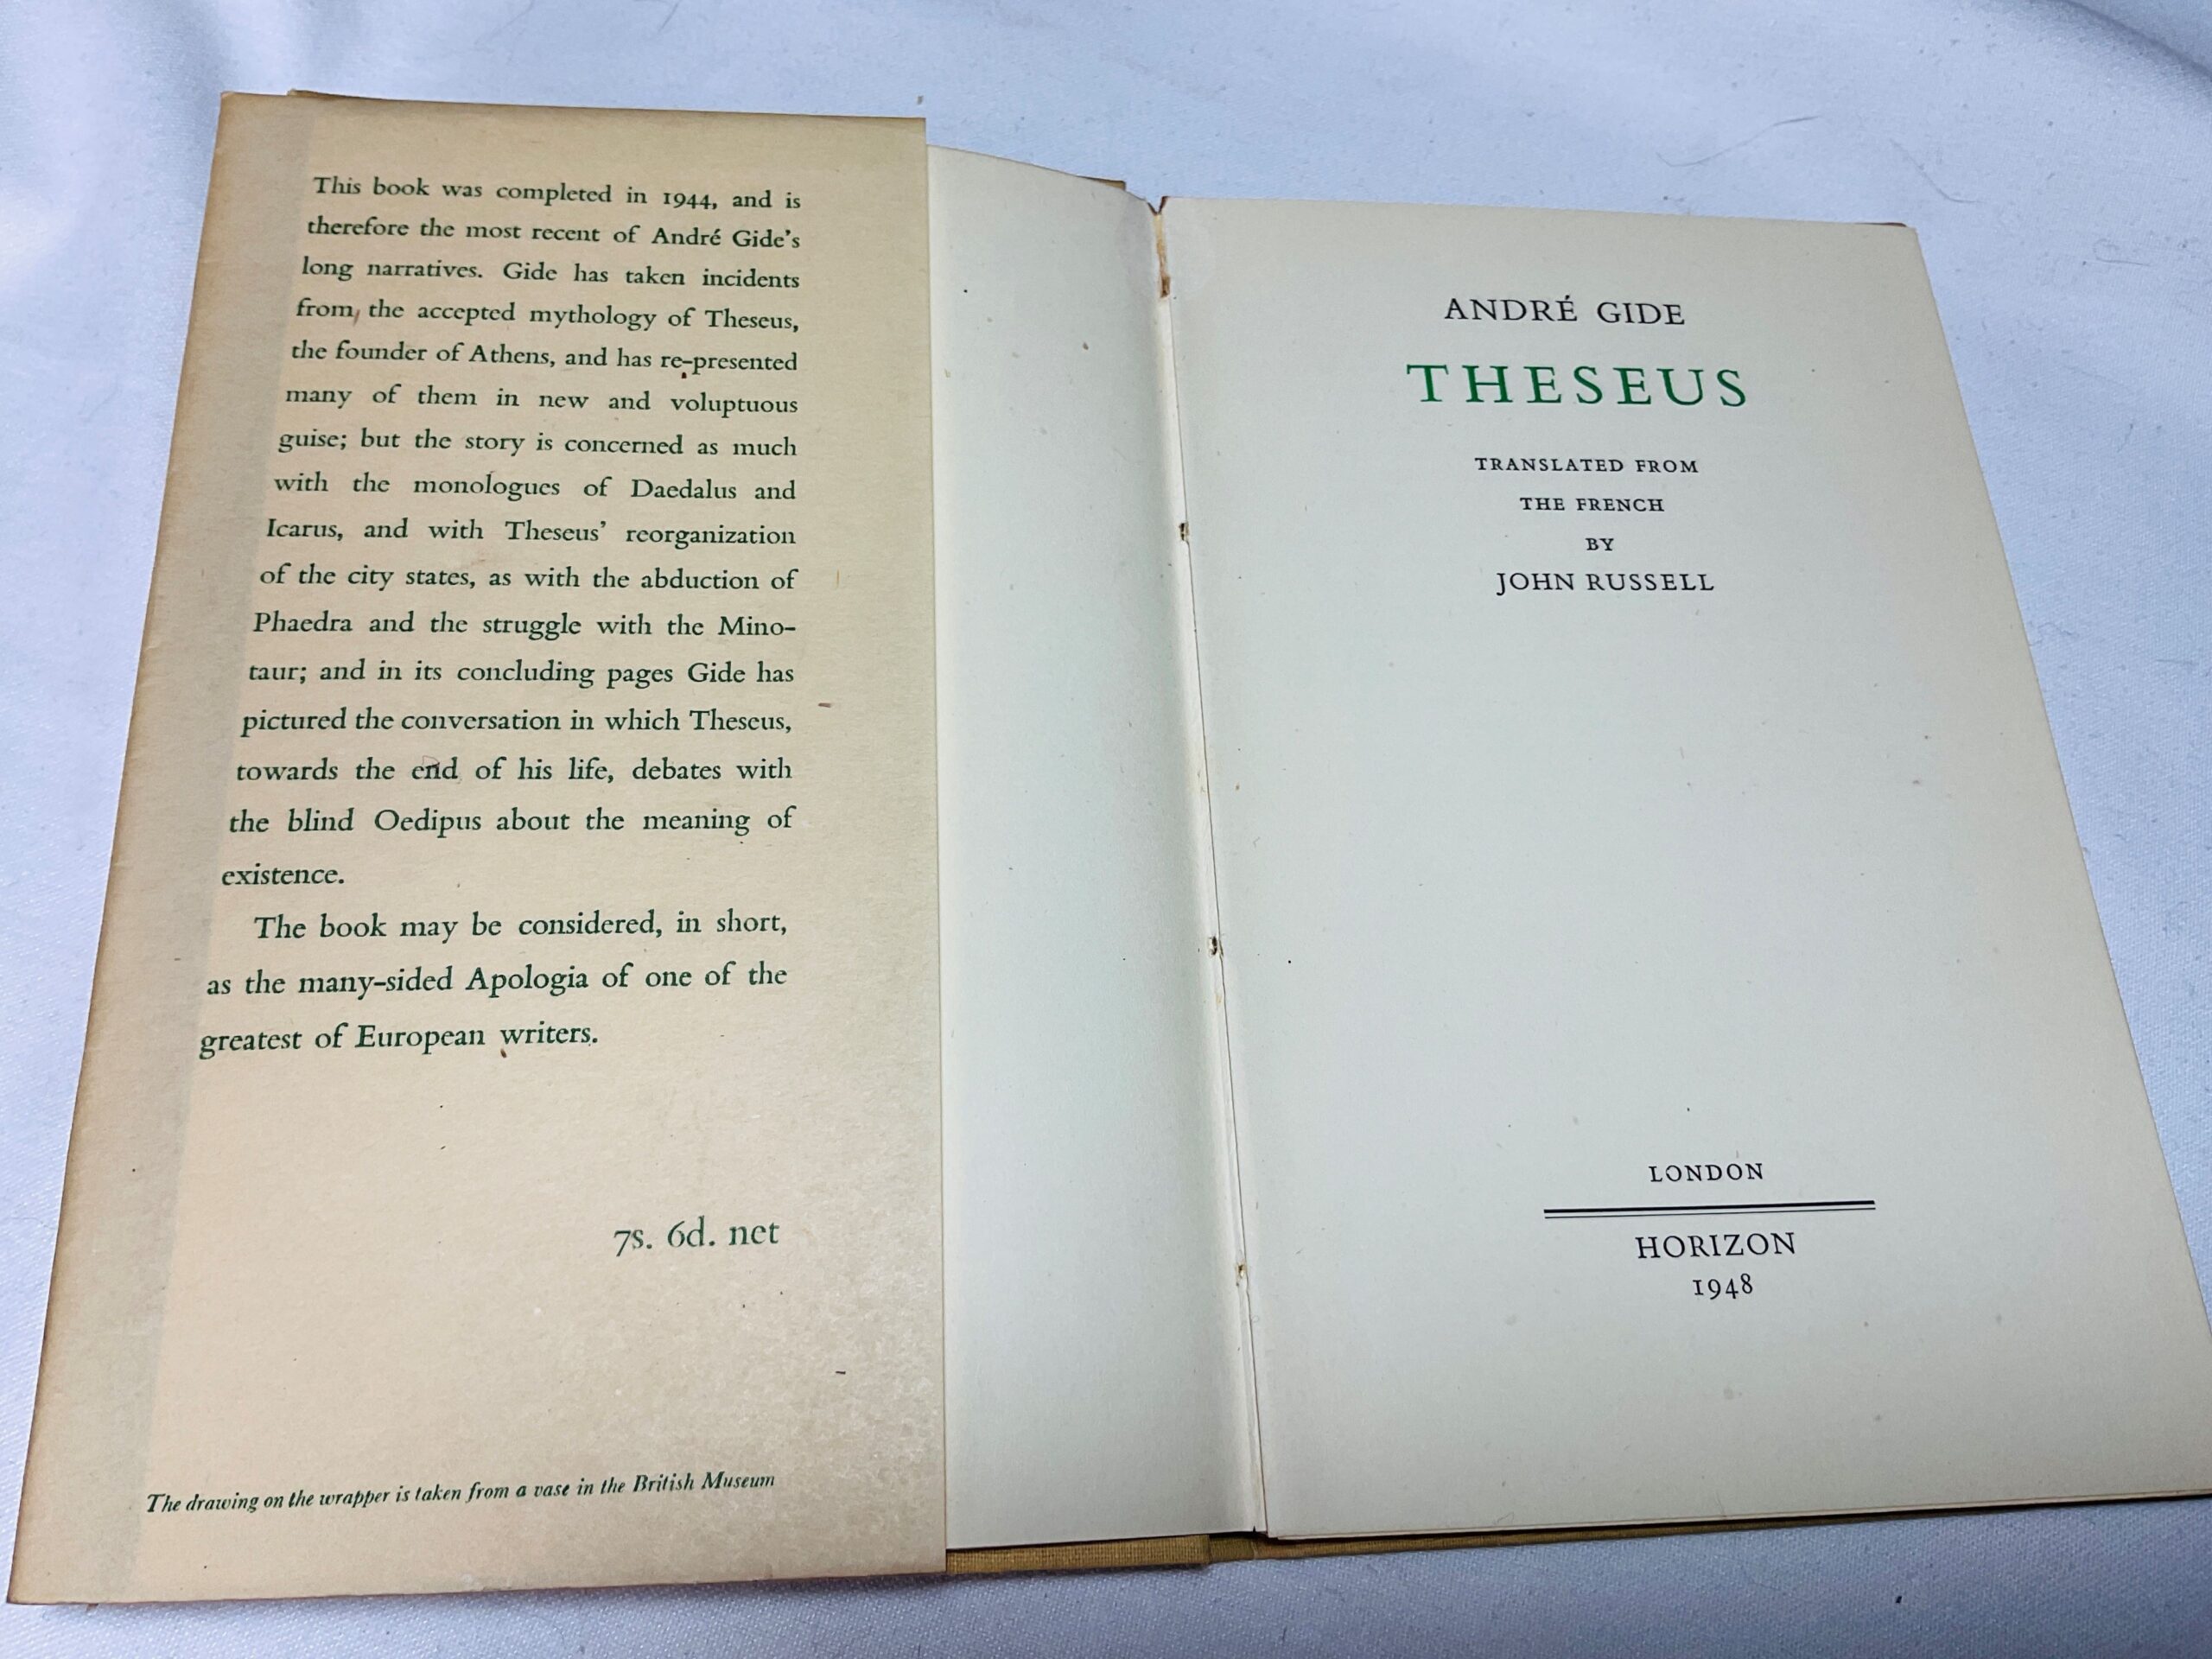 This book was completed in 1944, and is
therefore the most recent of André Gide's
long narratives. Gide has taken incidents
from the accepted mythology of Theseus,
the founder of Athens, and has re-presented
many of them in new and voluptuous
guise; but the story is concerned as much
with the monologues of Daedalus and
Icarus, and with Theseus' reorganization
of the city states, as with the abduction of
Phaedra and the struggle with the Mino-
taur; and in its concluding pages Gide has
pictured the conversation in which Theseus,
towards the end of his life, debates with
the blind Oedipus about the meaning of
existence.
The book may be considered, in short,
as the many-sided Apologia of one of the
greatest of European writers.
7s. 6d. net
The drawing on the wrapper is taken from a vase in the British Museum
ANDRÉ GIDE
THESEUS
TRANSLATED FROM
THE FRENCH
BY
JOHN RUSSELL
LONDON
HORIZON
1948